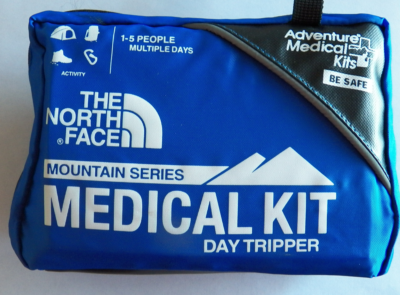 1-5 PEOPLE
MULTIPLE DAYS
ACTIVITY
Adventure
Medical
Kits
BE SAFE
THE
NORTH
®FACE
MOUNTAIN SERIES
MEDICAL KIT
DAY TRIPPER